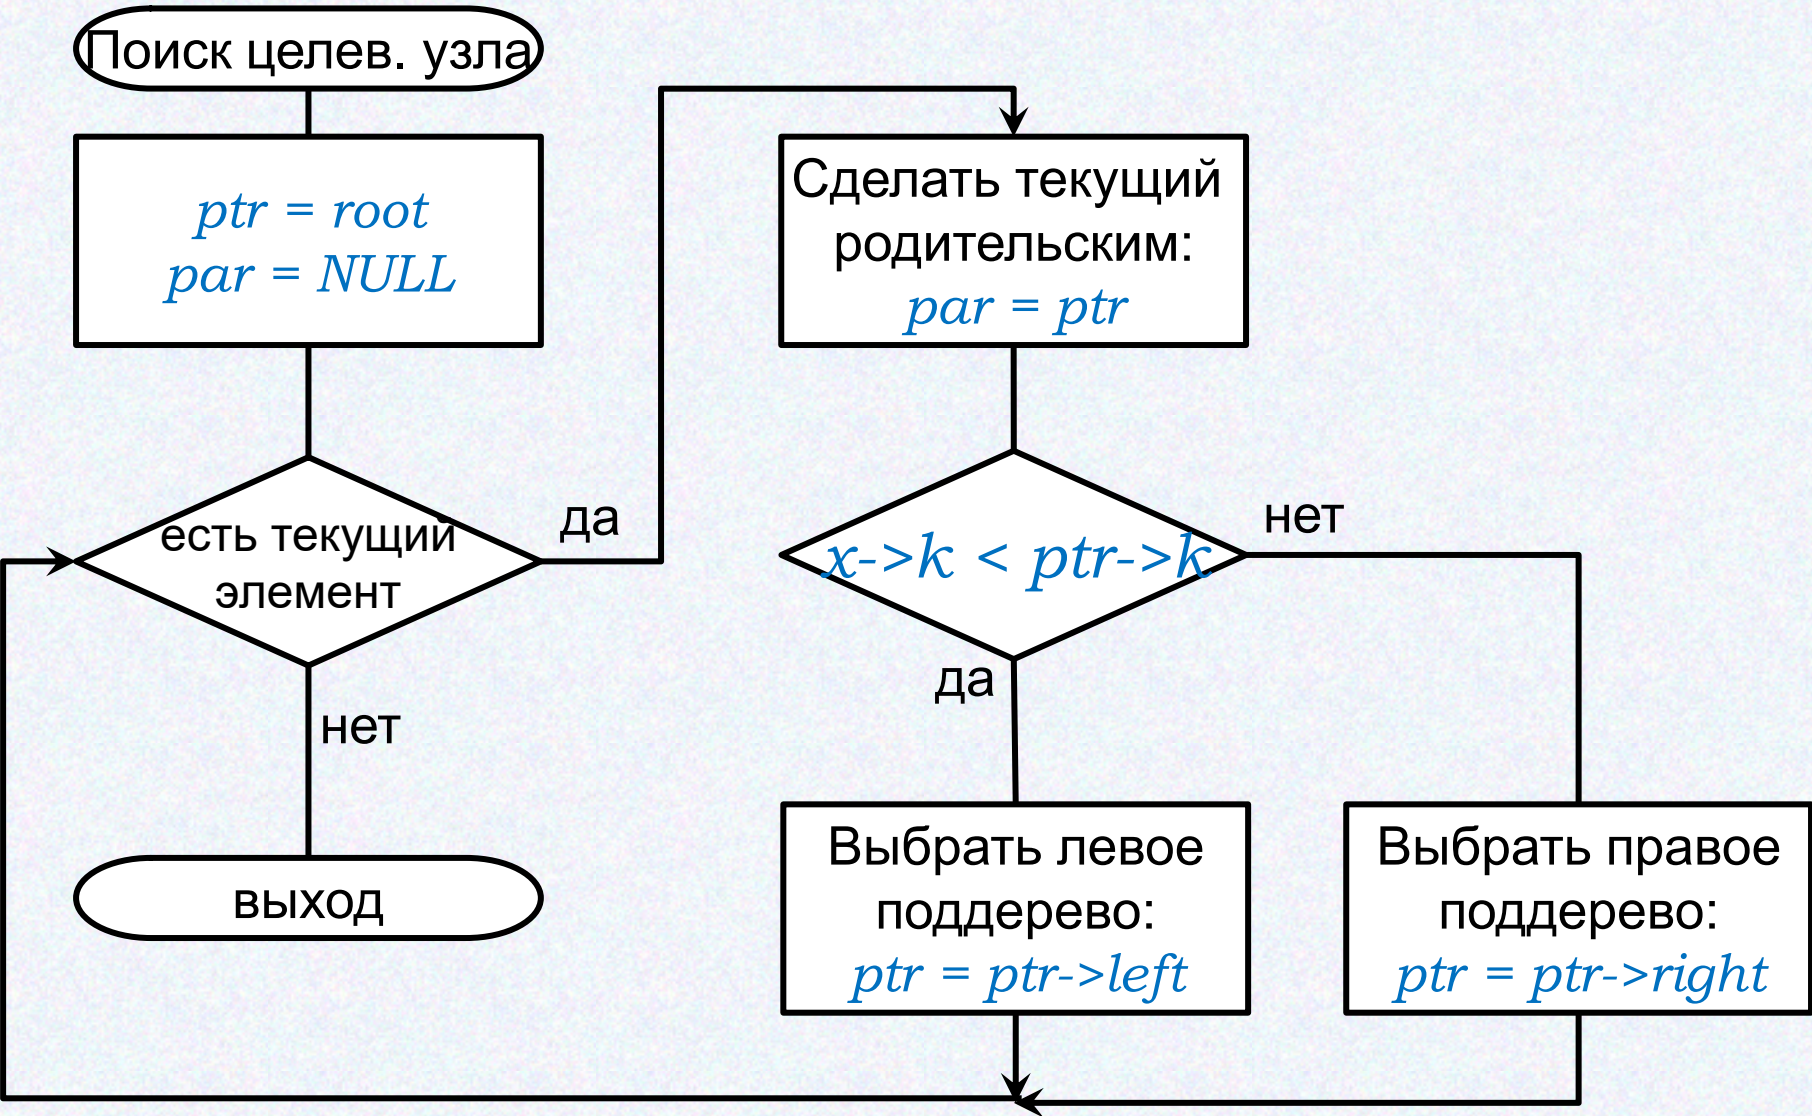 Поиск целев. узла
ptr = root
par = NULL
есть текущий
элемент
да
нет
выход
Сделать текущий
родительским:
par = ptr
x->k < ptr->k
нет
да
Выбрать левое
поддерево:
ptr = ptr->left
Выбрать правое
поддерево:
ptr = ptr->right